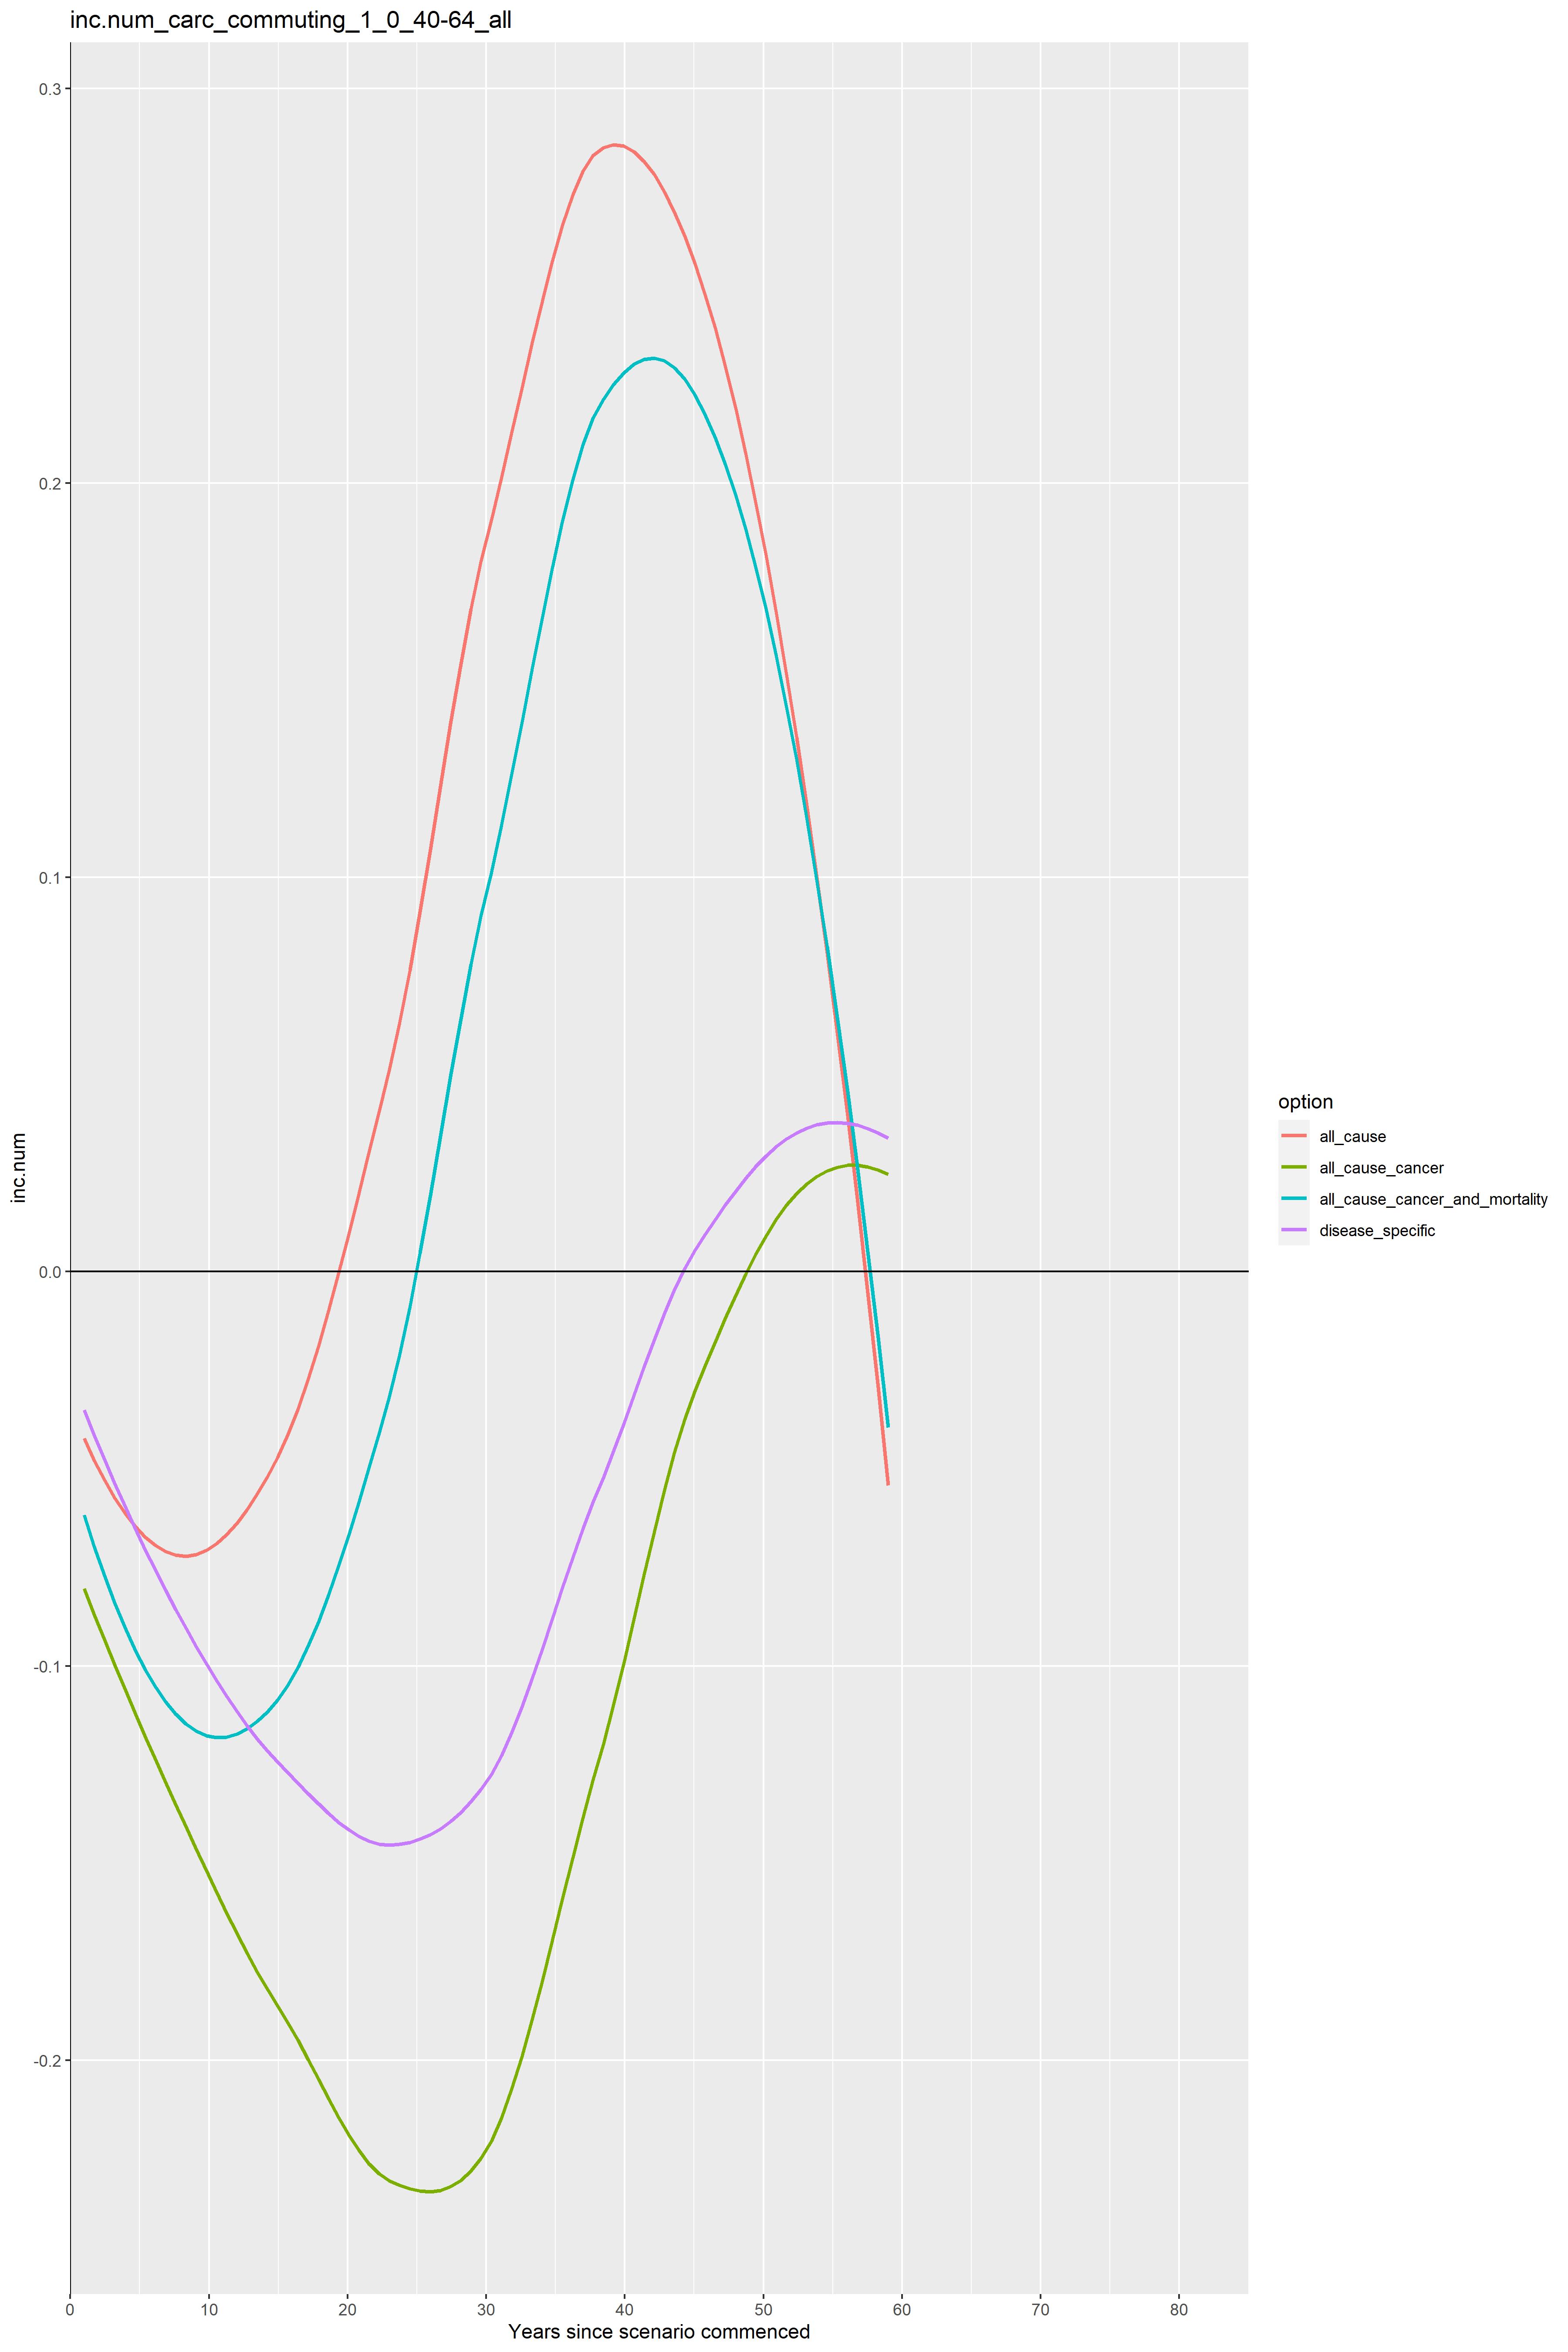 inc.num_carc_commuting_1_0_40-64_all
0.3
0.2
0.1
0.0
-0.1
-0.2
inc.num
0 10 20 30 40 50 60 70 80
Years since scenario commenced
option
all_cause
all_cause_cancer
all_cause_cancer_and_mortality
disease_specific